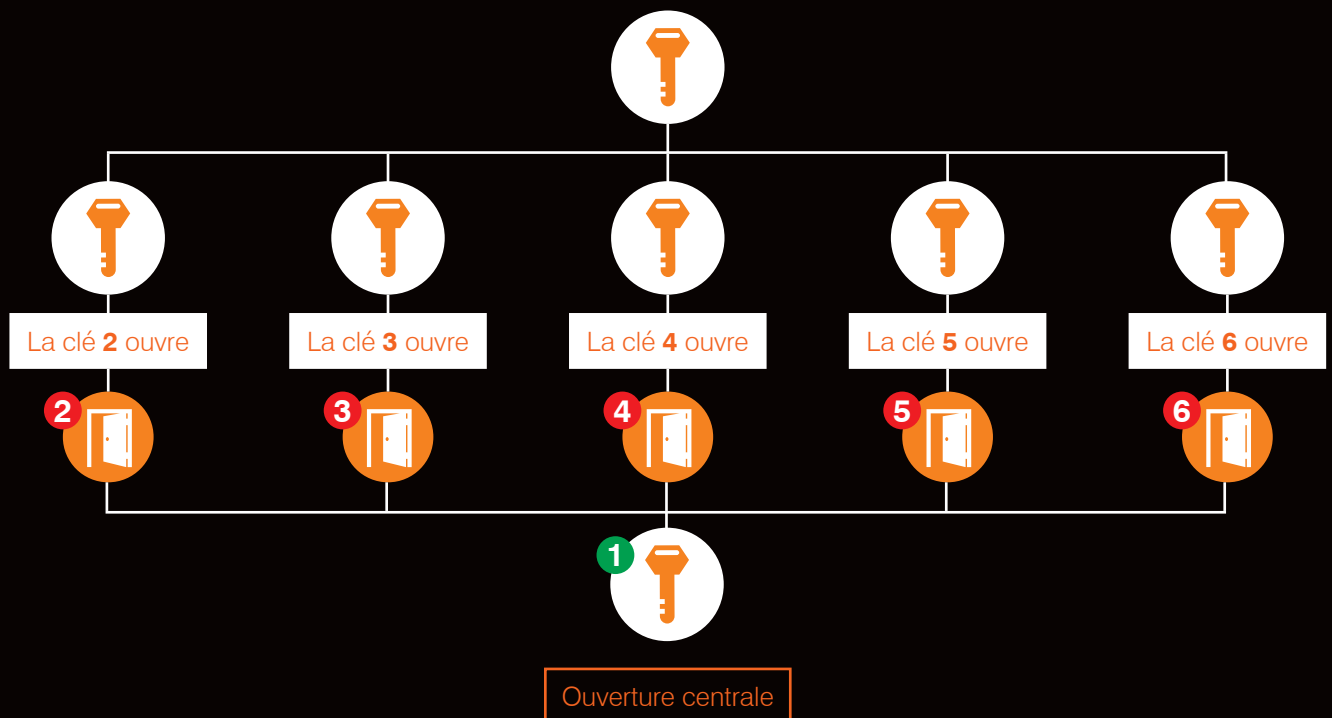 La clé 2 ouvre
La clé 3 ouvre
La clé 4 ouvre
La clé 5 ouvre
La clé 6 ouvre
2
3
4
5
6
1
Ouverture centrale